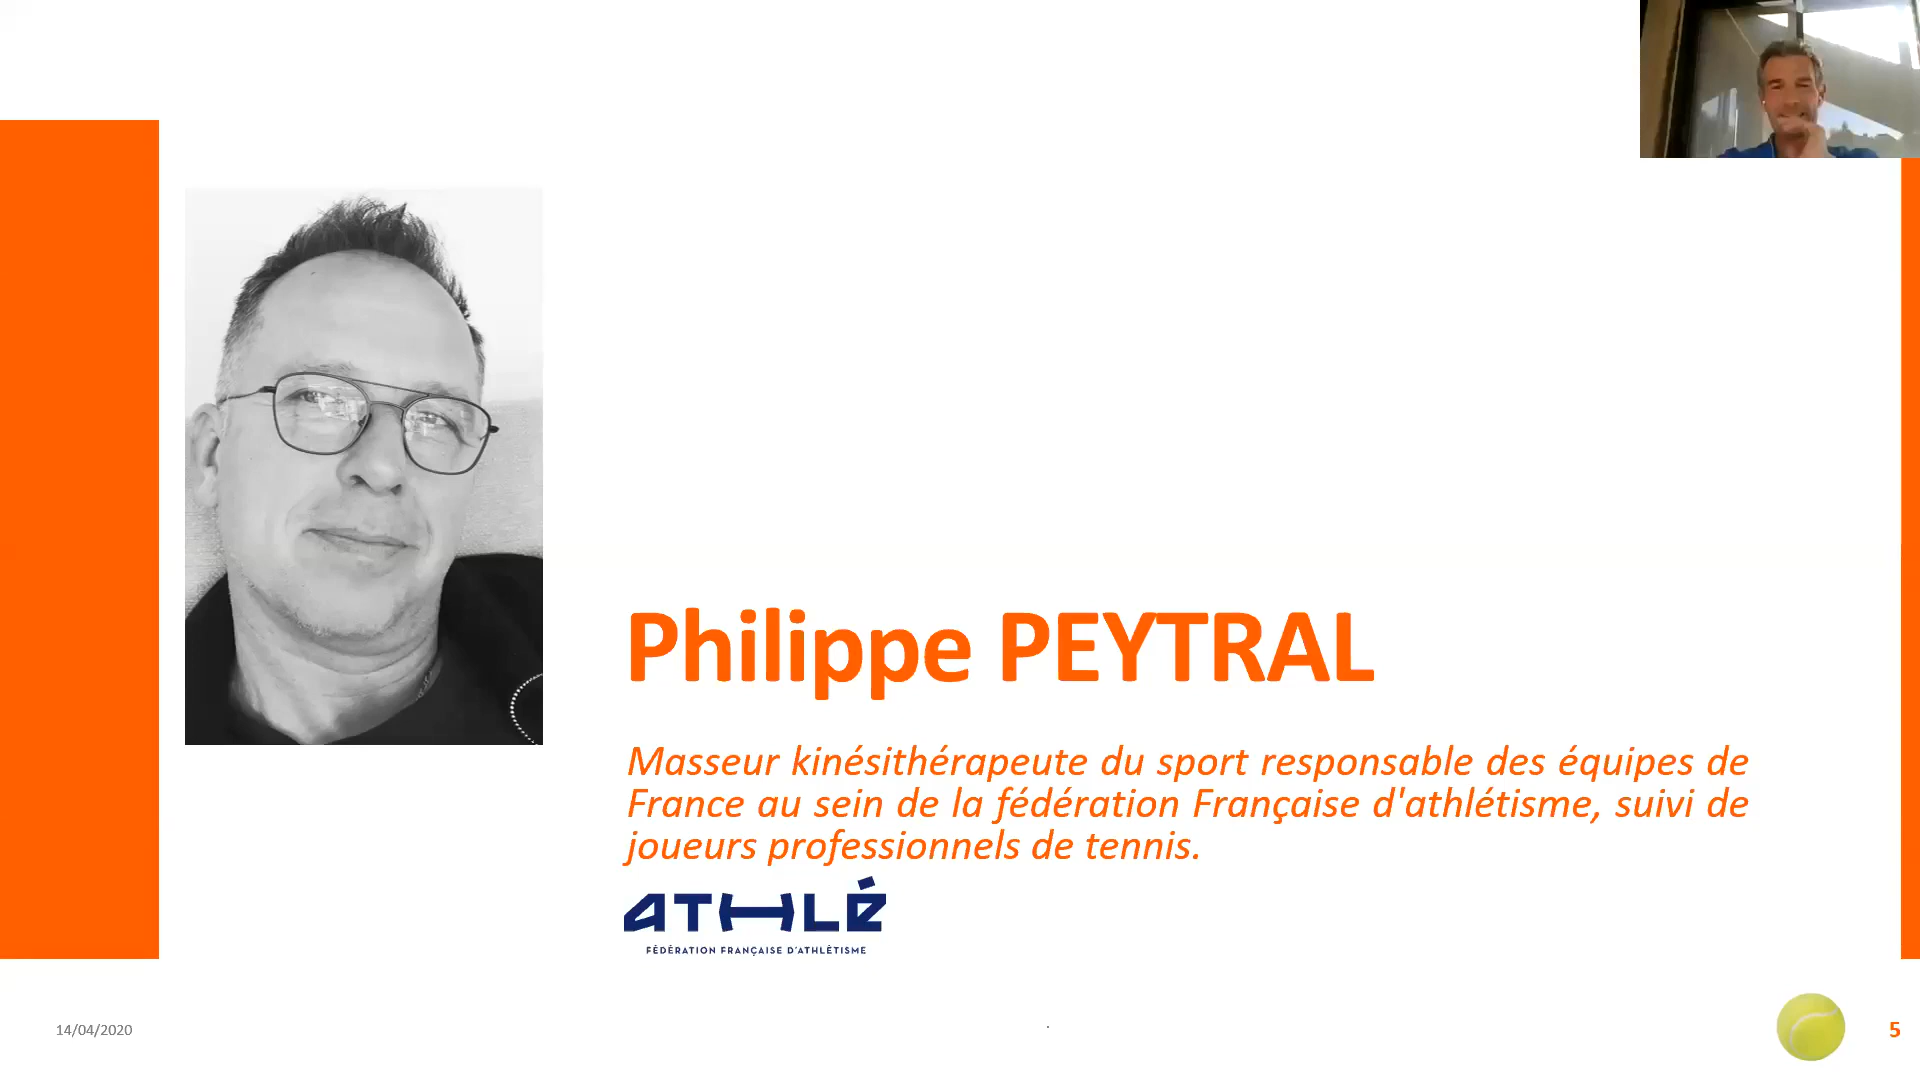 Philippe PEYTRAL
Masseur kinésithérapeute du sport responsable des équipes de
France au sein de la fédération Française d'athlétisme, suivi de
joueurs professionnels de tennis.
ATHLÉ
FÉDÉRATION FRANÇAISE D'ATHLÉTISME
14/04/2020
.
5